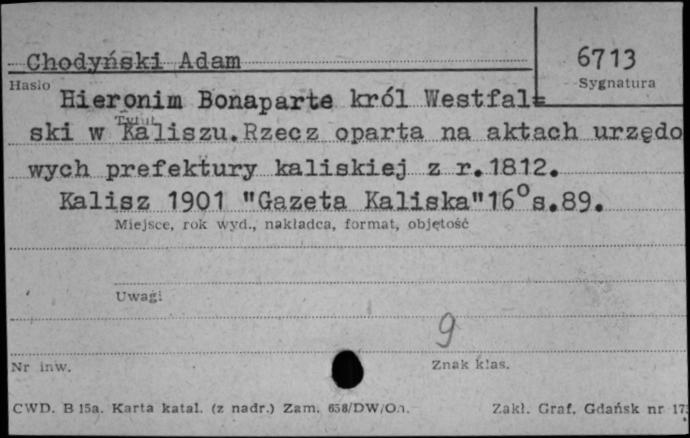 Chodyński Adam
6713
Hasło
Sygnatura
Hieronim Bonaparte król Westfal=
Tytuł
ski w Kaliszu.Rzecz oparta na aktach urzędo
wych prefektury kaliskiej z r.1812.
Kalisz 1901 "Gazeta Kaliska"16°s.89.
Miejsce, rok wyd., nakładca, format, objętość
Uwagi
9
Nr inw.
Znak klas.
CWD. B 15a. Karta katal. (z nadr.) Zam. 658/DW/
Zakł. Graf. Gdańsk nr